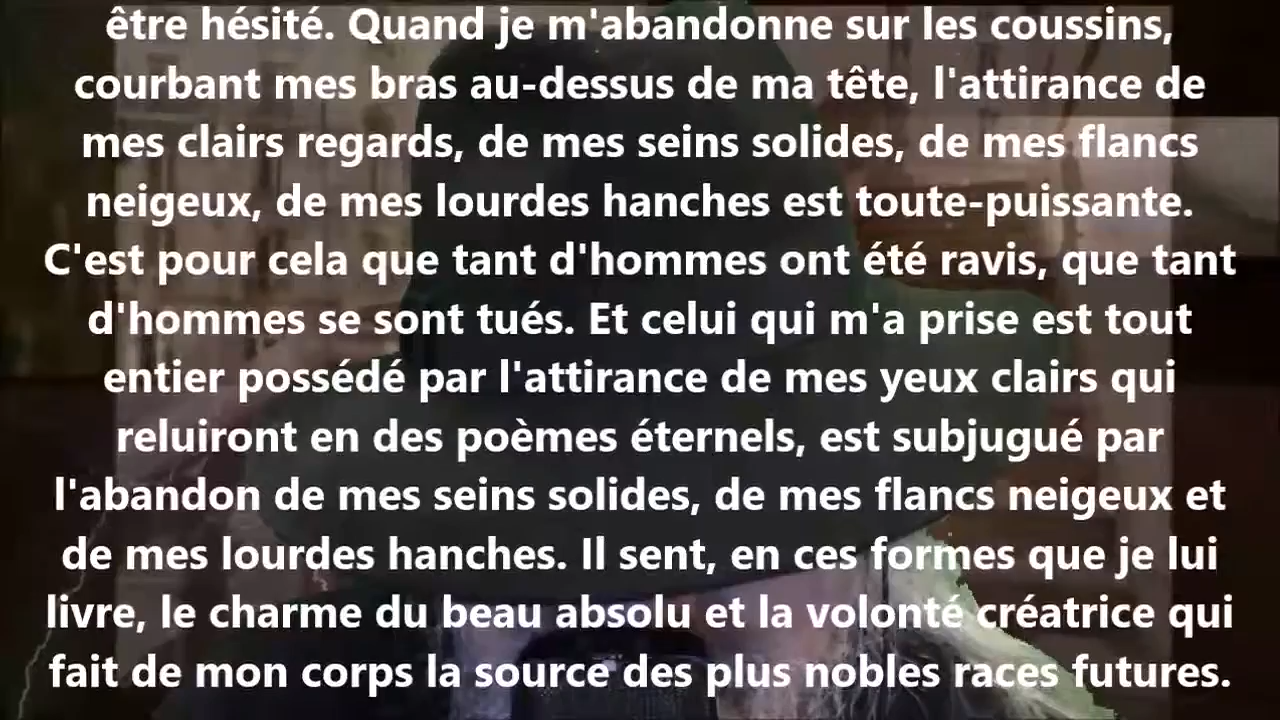 être hésité. Quand je m'abandonne sur les coussins,
courbant mes bras au-dessus de ma tête, l'attirance de
mes clairs regards, de mes seins solides, de mes flancs
neigeux, de mes lourdes hanches est toute-puissante.
C'est pour cela que tant d'hommes ont été ravis, que tant
d'hommes se sont tués. Et celui qui m'a prise est tout
entier possédé par l'attirance de mes yeux clairs qui
reluiront en des poèmes éternels, est subjugué par
l'abandon de mes seins solides, de mes flancs neigeux et
de mes lourdes hanches. Il sent, en ces formes que je lui
livre, le charme du beau absolu et la volonté créatrice qui
fait de mon corps la source des plus nobles races futures.